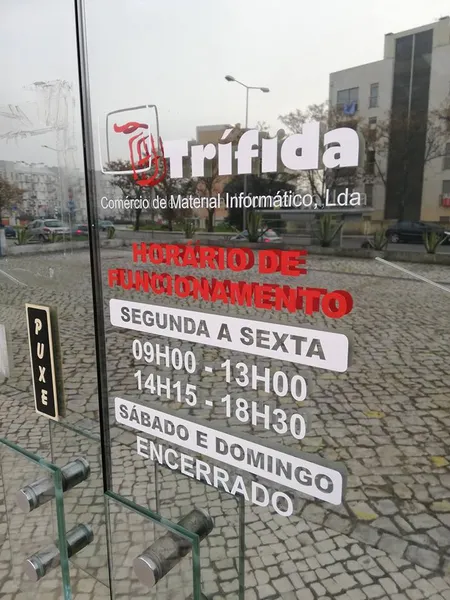 Trífida
Comércio de Material Informático, Lda
HORÁRIO DE
FUNCIONAMENTO
SEGUNDA A SEXTA
09H00 - 13H00
14H15 - 18H30
SÁBADO E DOMINGO
ENCERRADO
PUXE